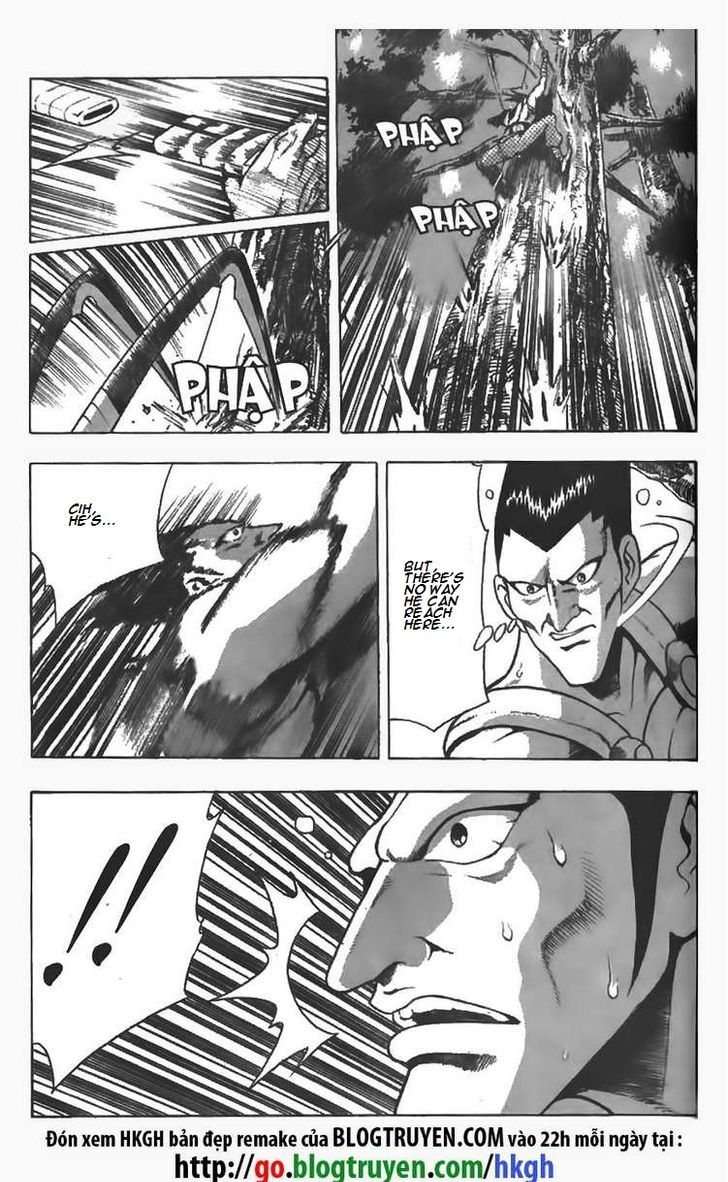 PHẬP
PHẬP
PHẬP
CIH,
HE'S...
BUT,
THERE'S
NO WAY
HE CAN
REACH
HERE...
!!
Đón xem HKGH bản đẹp remake của BLOGTRUYEN.COM vào 22h mỗi ngày tại :
http://go.blogtruyen.com/hkgh